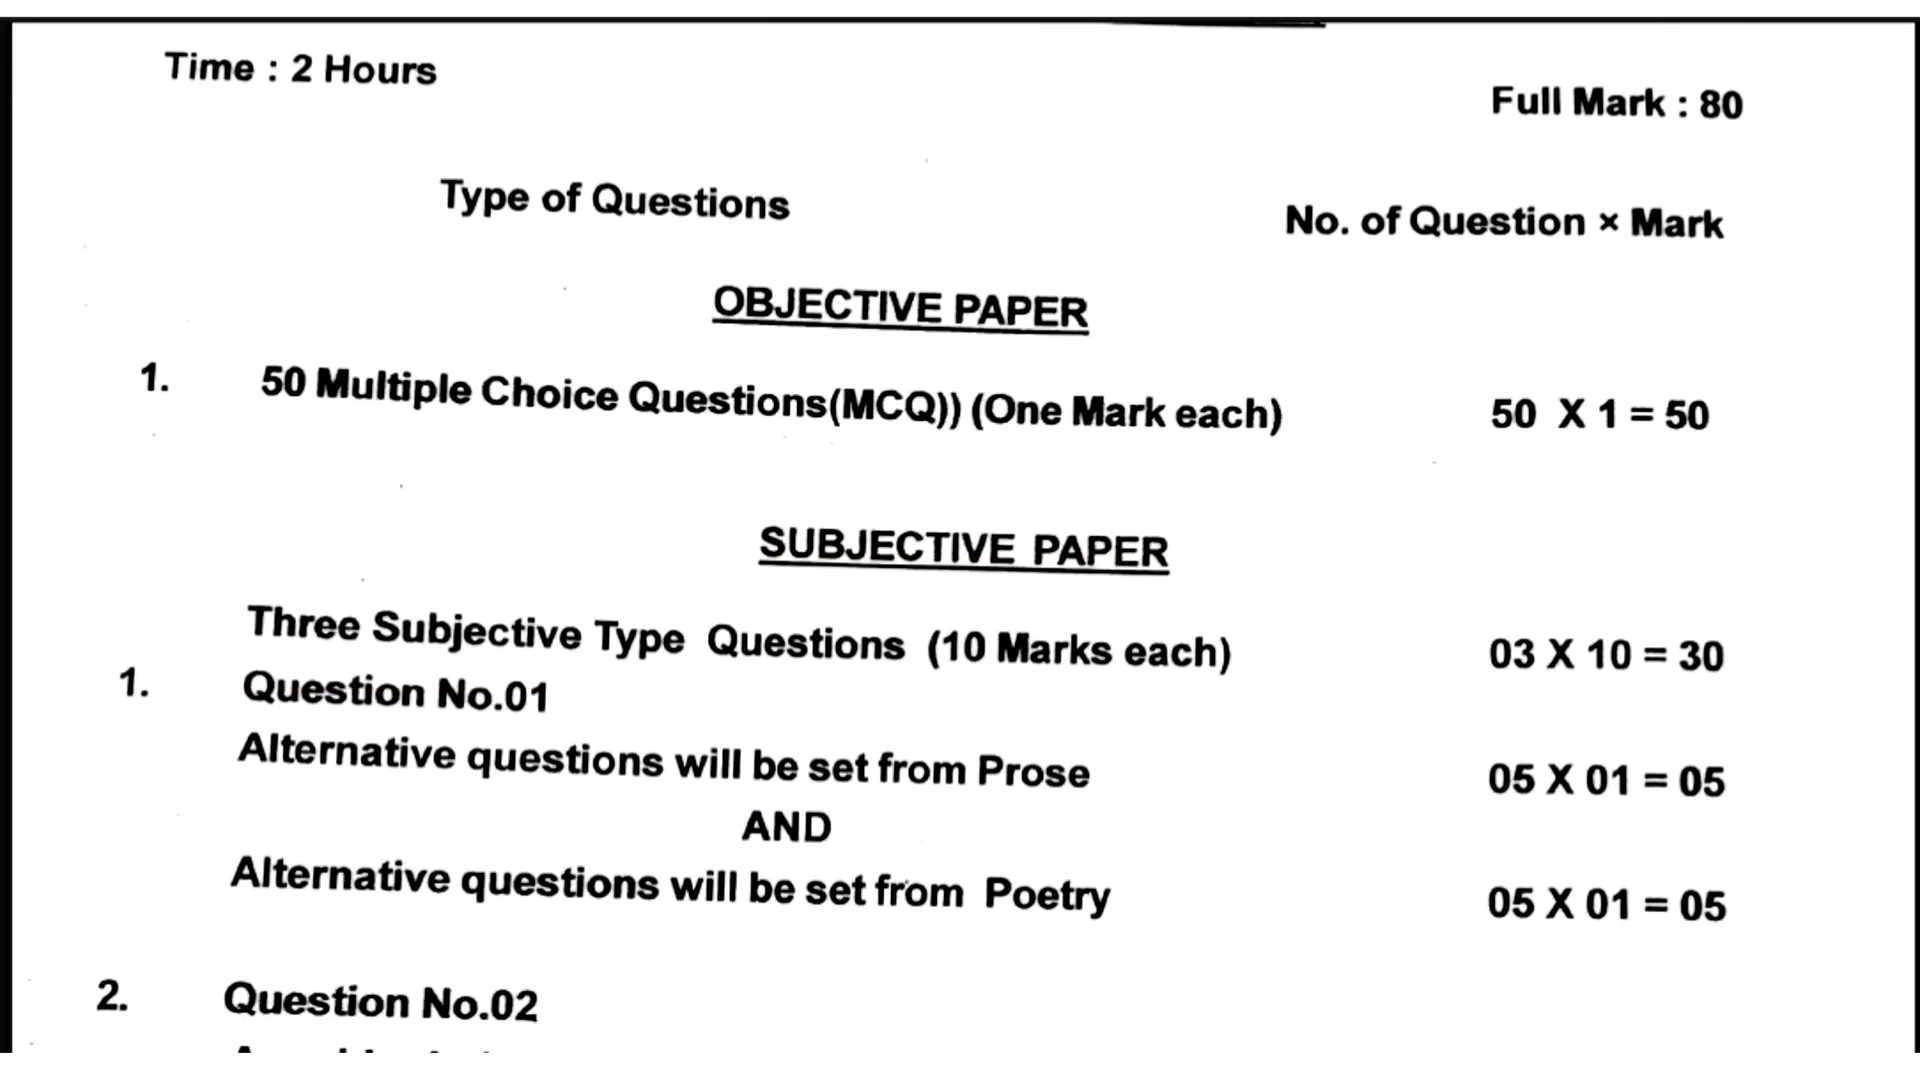 Time : 2 Hours
Full Mark : 80
Type of Questions
No. of Question × Mark
OBJECTIVE PAPER
1. 50 Multiple Choice Questions(MCQ)) (One Mark each) 50 X 1 = 50
SUBJECTIVE PAPER
Three Subjective Type Questions (10 Marks each) 03 X 10 = 30
1. Question No.01
Alternative questions will be set from Prose 05 X 01 = 05
AND
Alternative questions will be set from Poetry 05 X 01 = 05
2. Question No.02